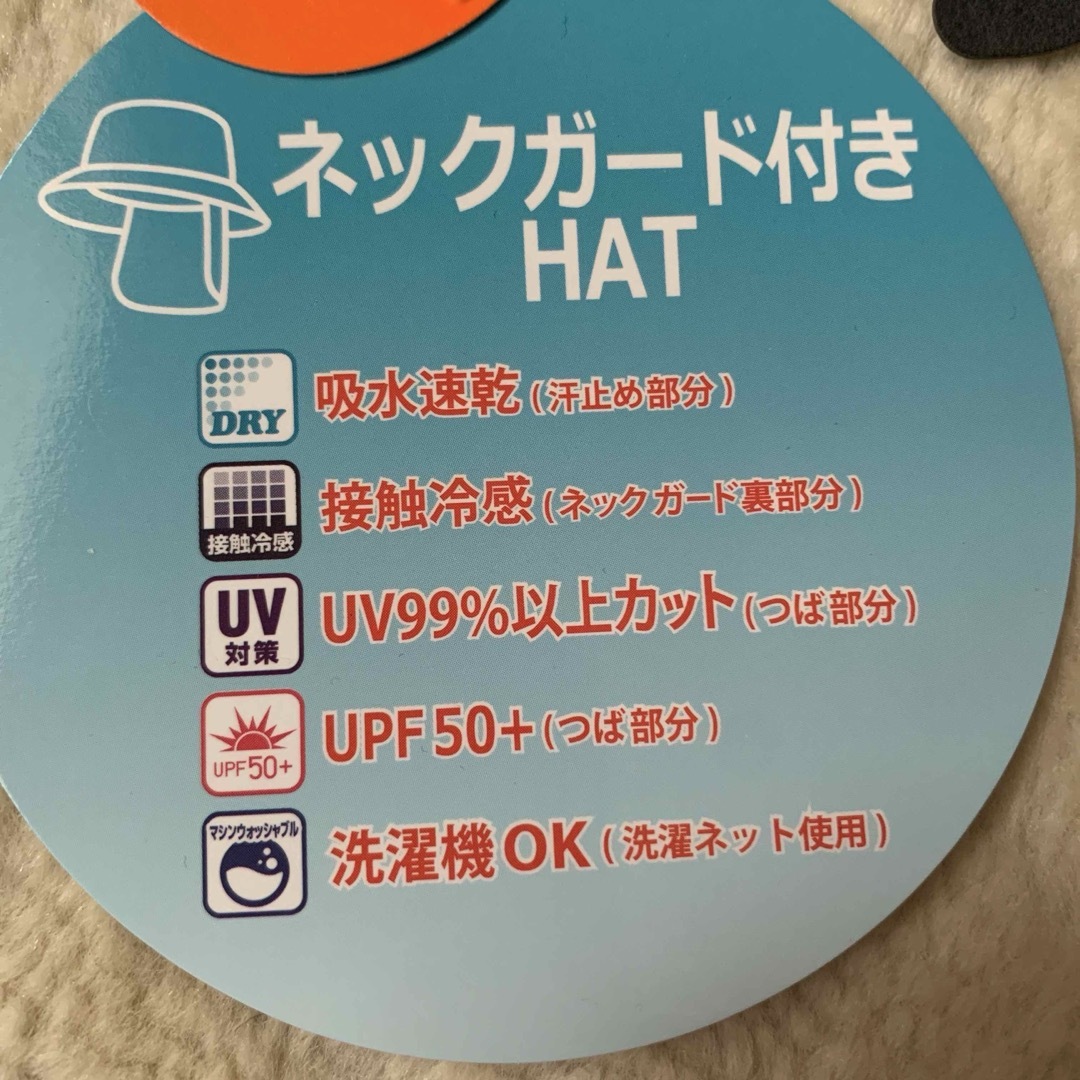 ネックガード付き
HAT
DRY
吸水速乾(汗止め部分)
接触冷感
接触冷感(ネックガード裏部分)
UV
対策
UV99%以上カット(つば部分)
UPF50+
UPF50+(つば部分)
マシンウォッシャブル
洗濯機OK(洗濯ネット使用)